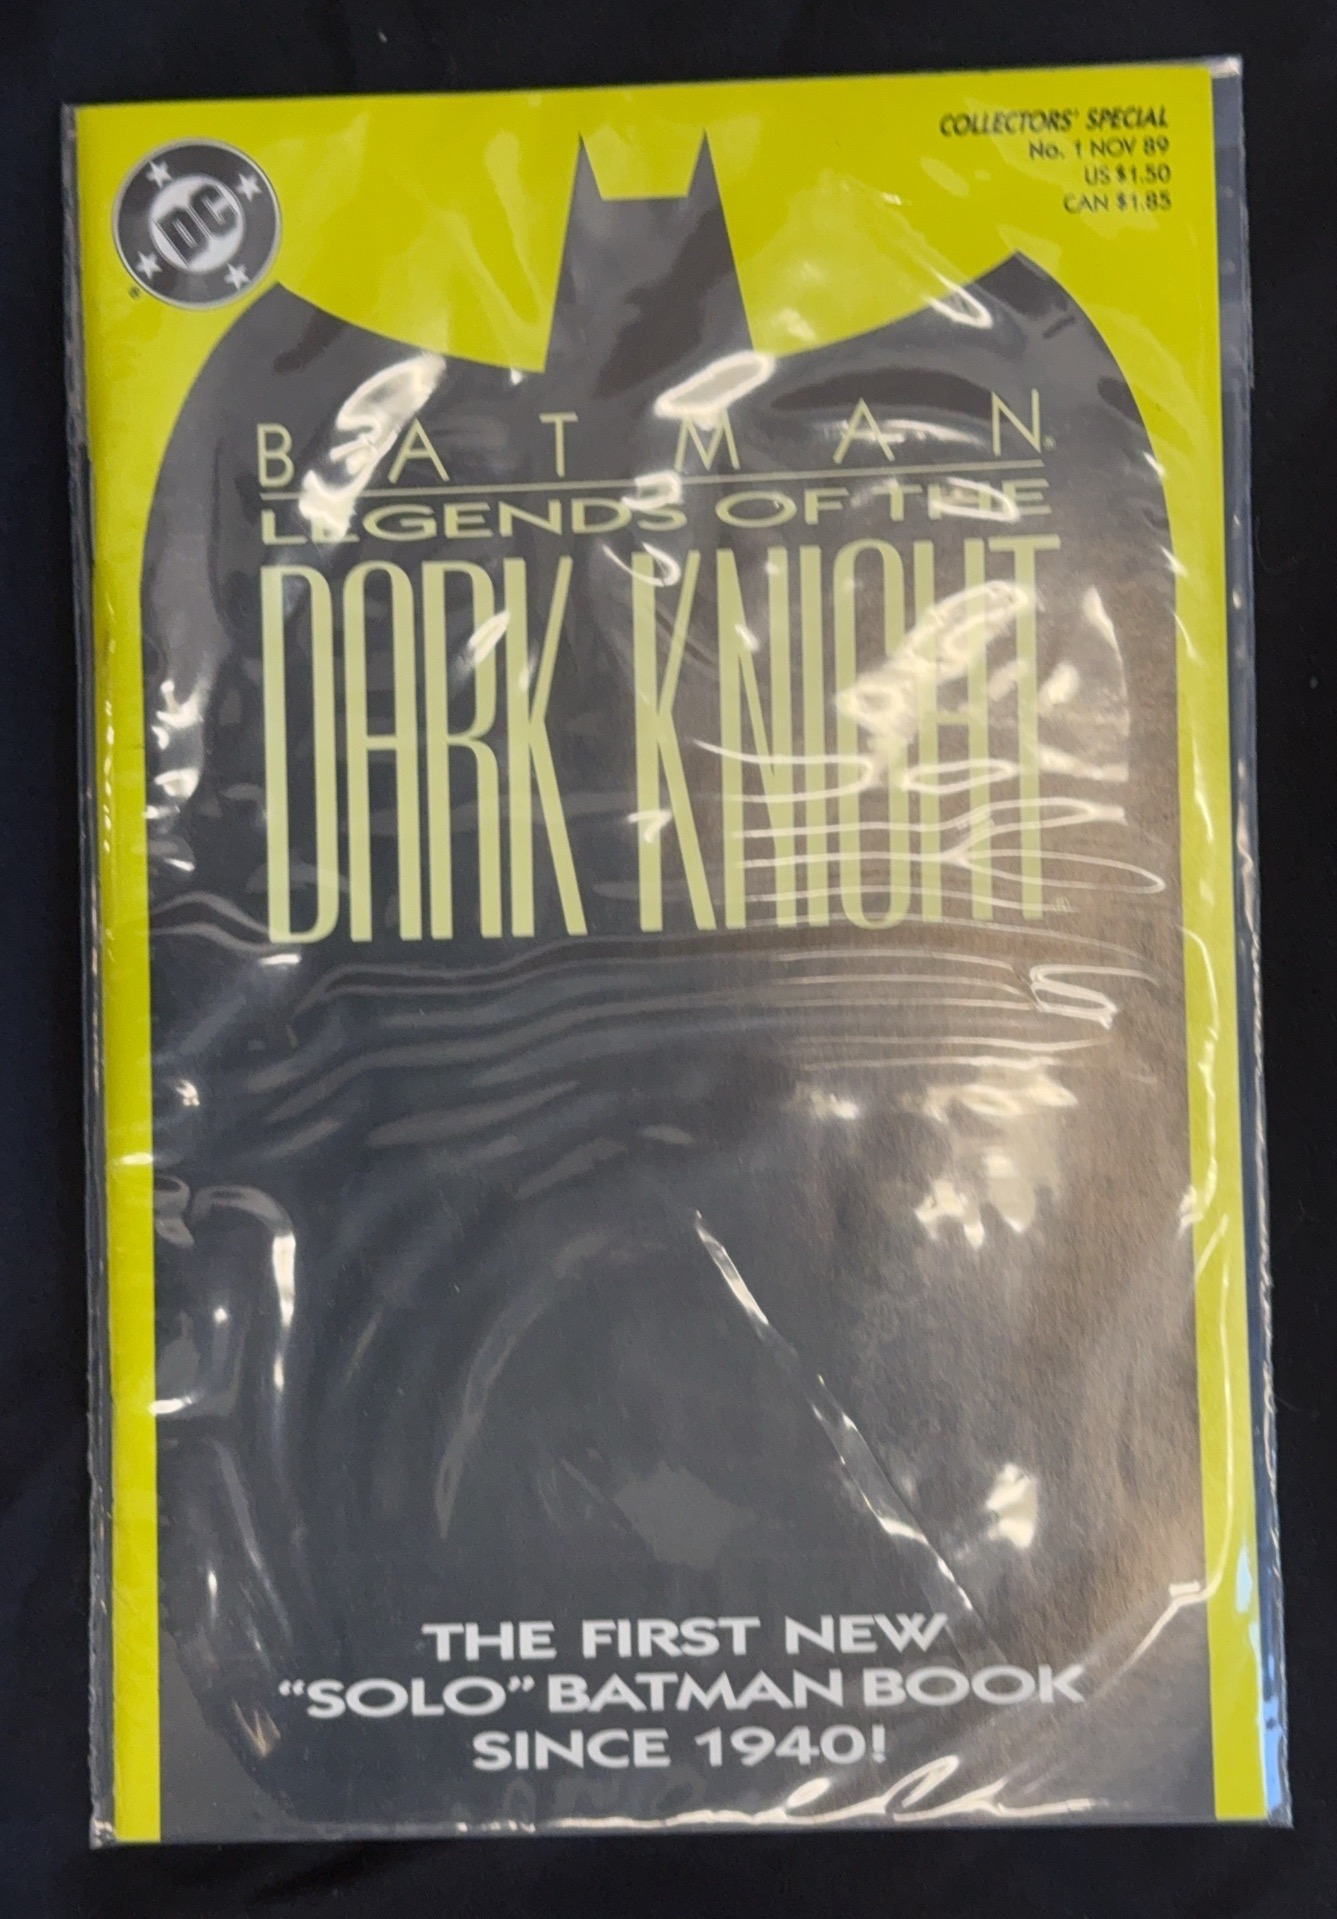 DC
COLLECTORS' SPECIAL
No. 1 NOV 89
US $1.50
CAN $1.85
BATMAN
LEGENDS OF THE
DARK KNIGHT
THE FIRST NEW
“SOLO” BATMAN BOOK
SINCE 1940!